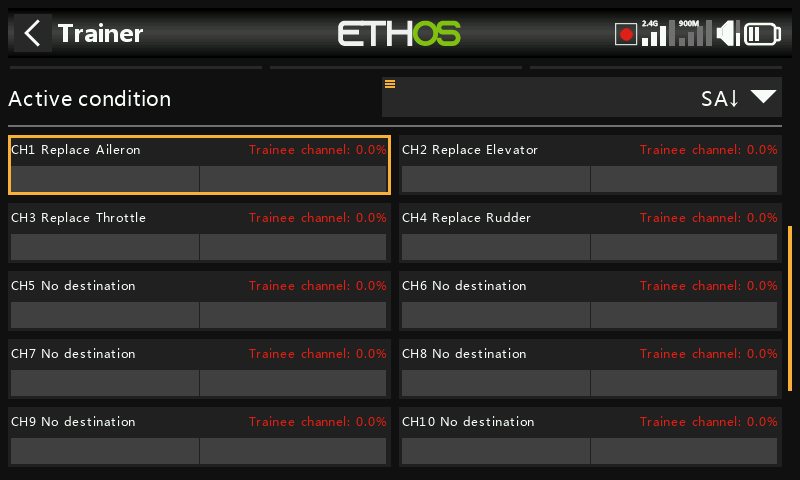 Trainer
ETHOS
2.4G
900M
Active condition
SA↓
CH1 Replace Aileron Trainee channel: 0.0%
CH2 Replace Elevator Trainee channel: 0.0%
CH3 Replace Throttle Trainee channel: 0.0%
CH4 Replace Rudder Trainee channel: 0.0%
CH5 No destination Trainee channel: 0.0%
CH6 No destination Trainee channel: 0.0%
CH7 No destination Trainee channel: 0.0%
CH8 No destination Trainee channel: 0.0%
CH9 No destination Trainee channel: 0.0%
CH10 No destination Trainee channel: 0.0%